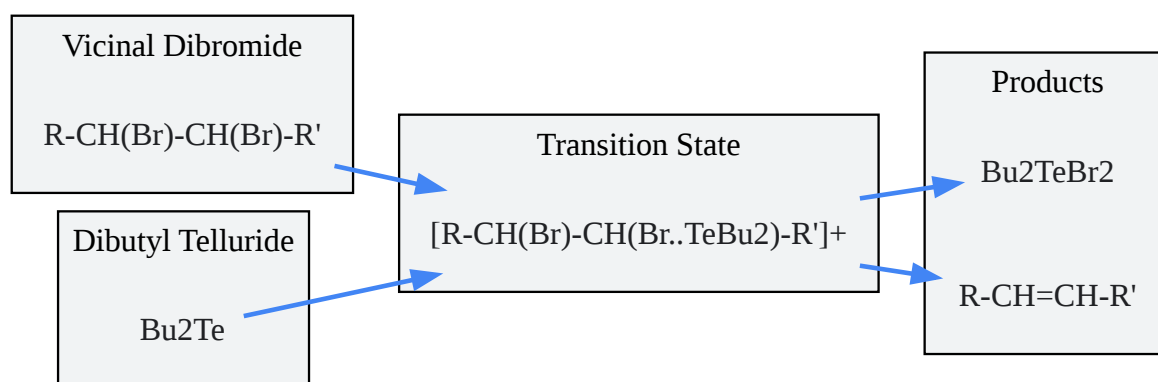 Vicinal Dibromide
R-CH(Br)-CH(Br)-R'
Dibutyl Telluride
Bu2Te
Transition State
[R-CH(Br)-CH(Br..TeBu2)-R']+
Products
Bu2TeBr2
R-CH=CH-R'